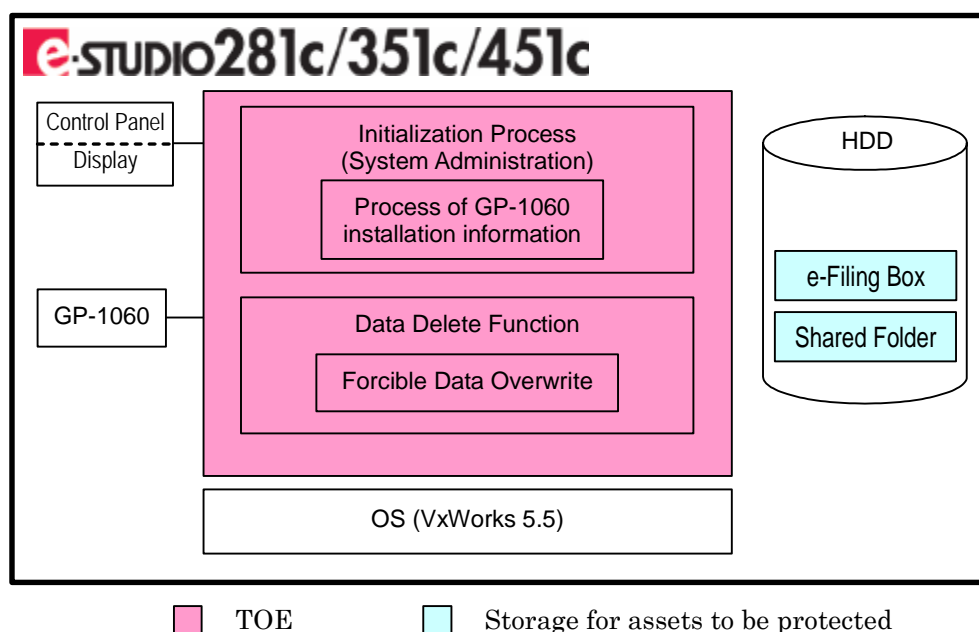 e-STUDIO281c/351c/451c
Control Panel
Display
Initialization Process
(System Administration)
Process of GP-1060
installation information
HDD
e-Filing Box
Shared Folder
GP-1060
Data Delete Function
Forcible Data Overwrite
OS (VxWorks 5.5)
TOE
Storage for assets to be protected